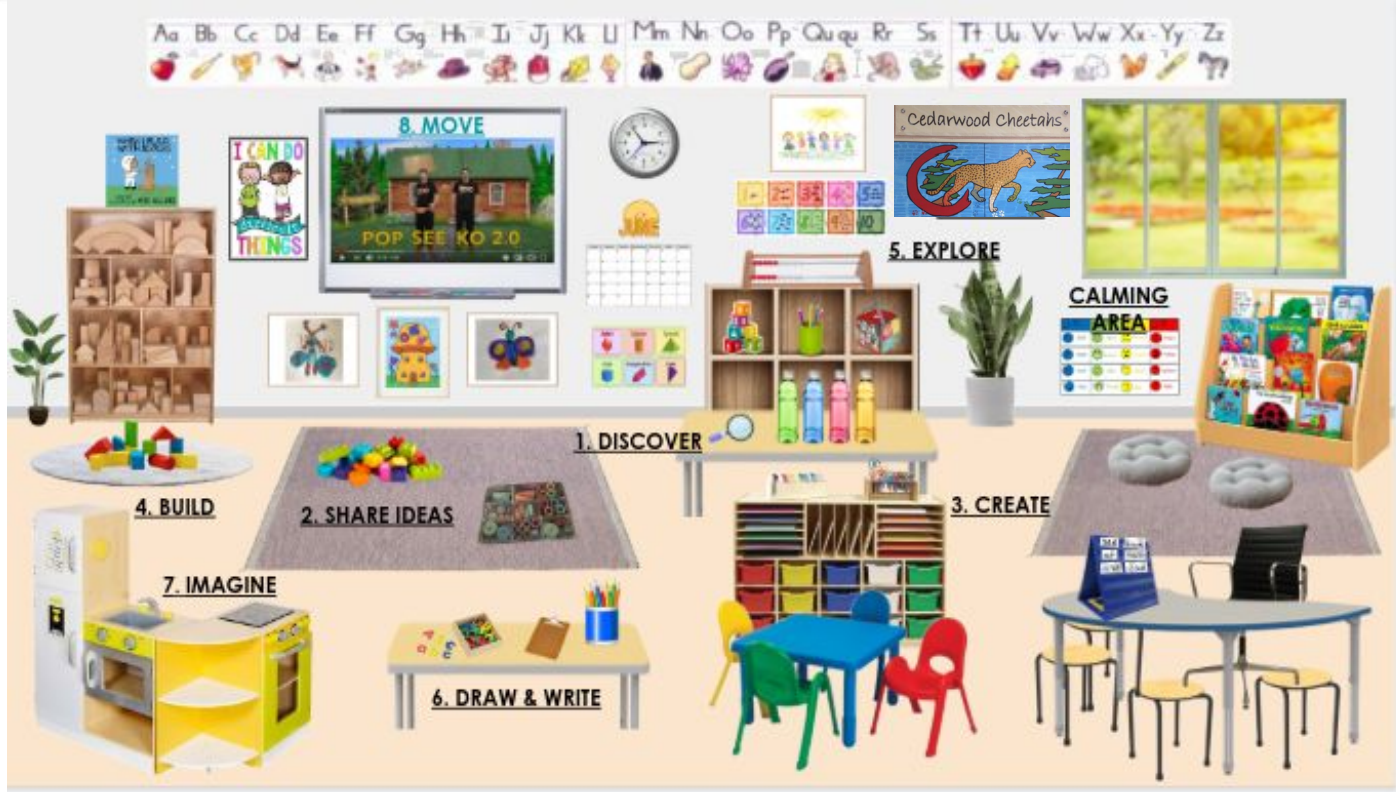 Aa Bb Cc Dd Ee Ff Gg Hh Ii Jj Kk Ll Mm Nn Oo Pp Qu qu Rr Ss Tt Uu Vv Ww Xx Yy Zz
8. MOVE
POP SEE KO 2.0
I CAN DO
THINGS
JUNE
Cedarwood Cheetahs
C
5. EXPLORE
CALMING
AREA
1. DISCOVER
2. SHARE IDEAS
3. CREATE
4. BUILD
7. IMAGINE
6. DRAW & WRITE